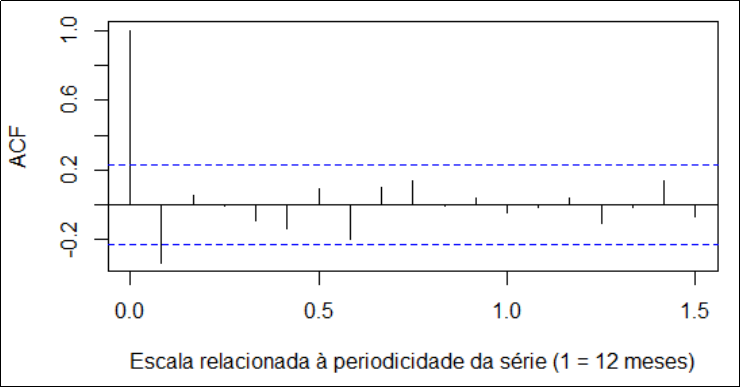 1.0
0.6
0.2
-0.2
ACF
0.0 0.5 1.0 1.5
Escala relacionada à periodicidade da série (1 = 12 meses)